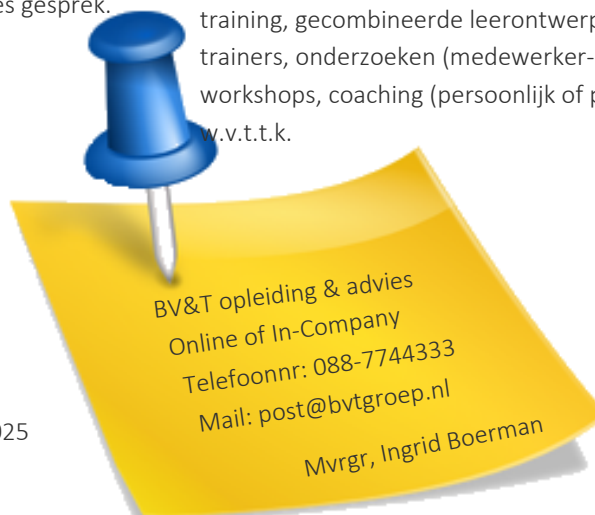 es gesprek.
training, gecombineerde leerontwerp
trainers, onderzoeken (medewerker-
workshops, coaching (persoonlijk of p
w.v.t.t.k.
BV&T opleiding & advies
Online of In-Company
Telefoonnr: 088-7744333
Mail: post@bvtgroep.nl
025
Mvrgr, Ingrid Boerman